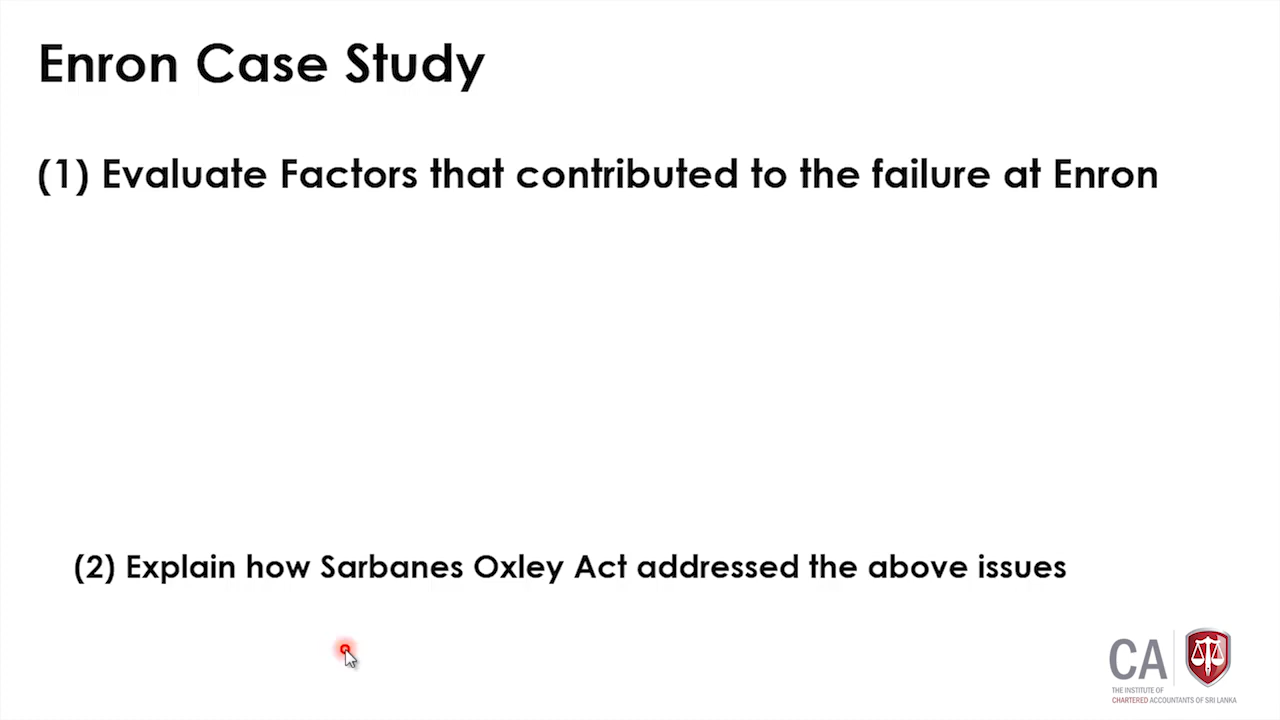 Enron Case Study
(1) Evaluate Factors that contributed to the failure at Enron
(2) Explain how Sarbanes Oxley Act addressed the above issues
CA
THE INSTITUTE OF
CHARTERED ACCOUNTANTS OF SRI LANKA